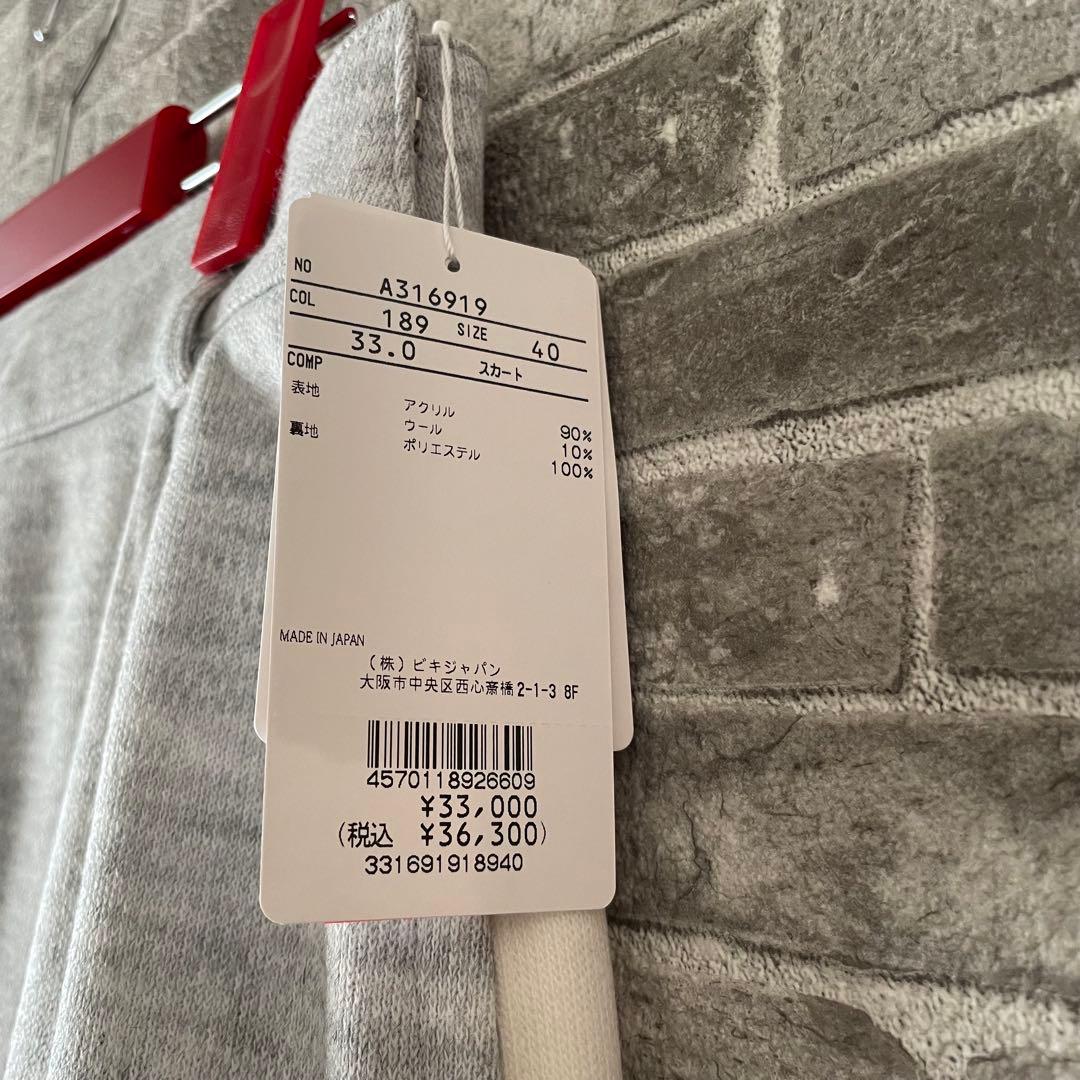 NO A316919
COL 189 SIZE 40
33.0 スカート
COMP
表地 アクリル 90%
ウール 10%
裏地 ポリエステル 100%
MADE IN JAPAN
(株)ビキジャパン
大阪市中央区西心斎橋2-1-3 8F
4570118926609
¥33,000
(税込 ¥36,300)
331691918940